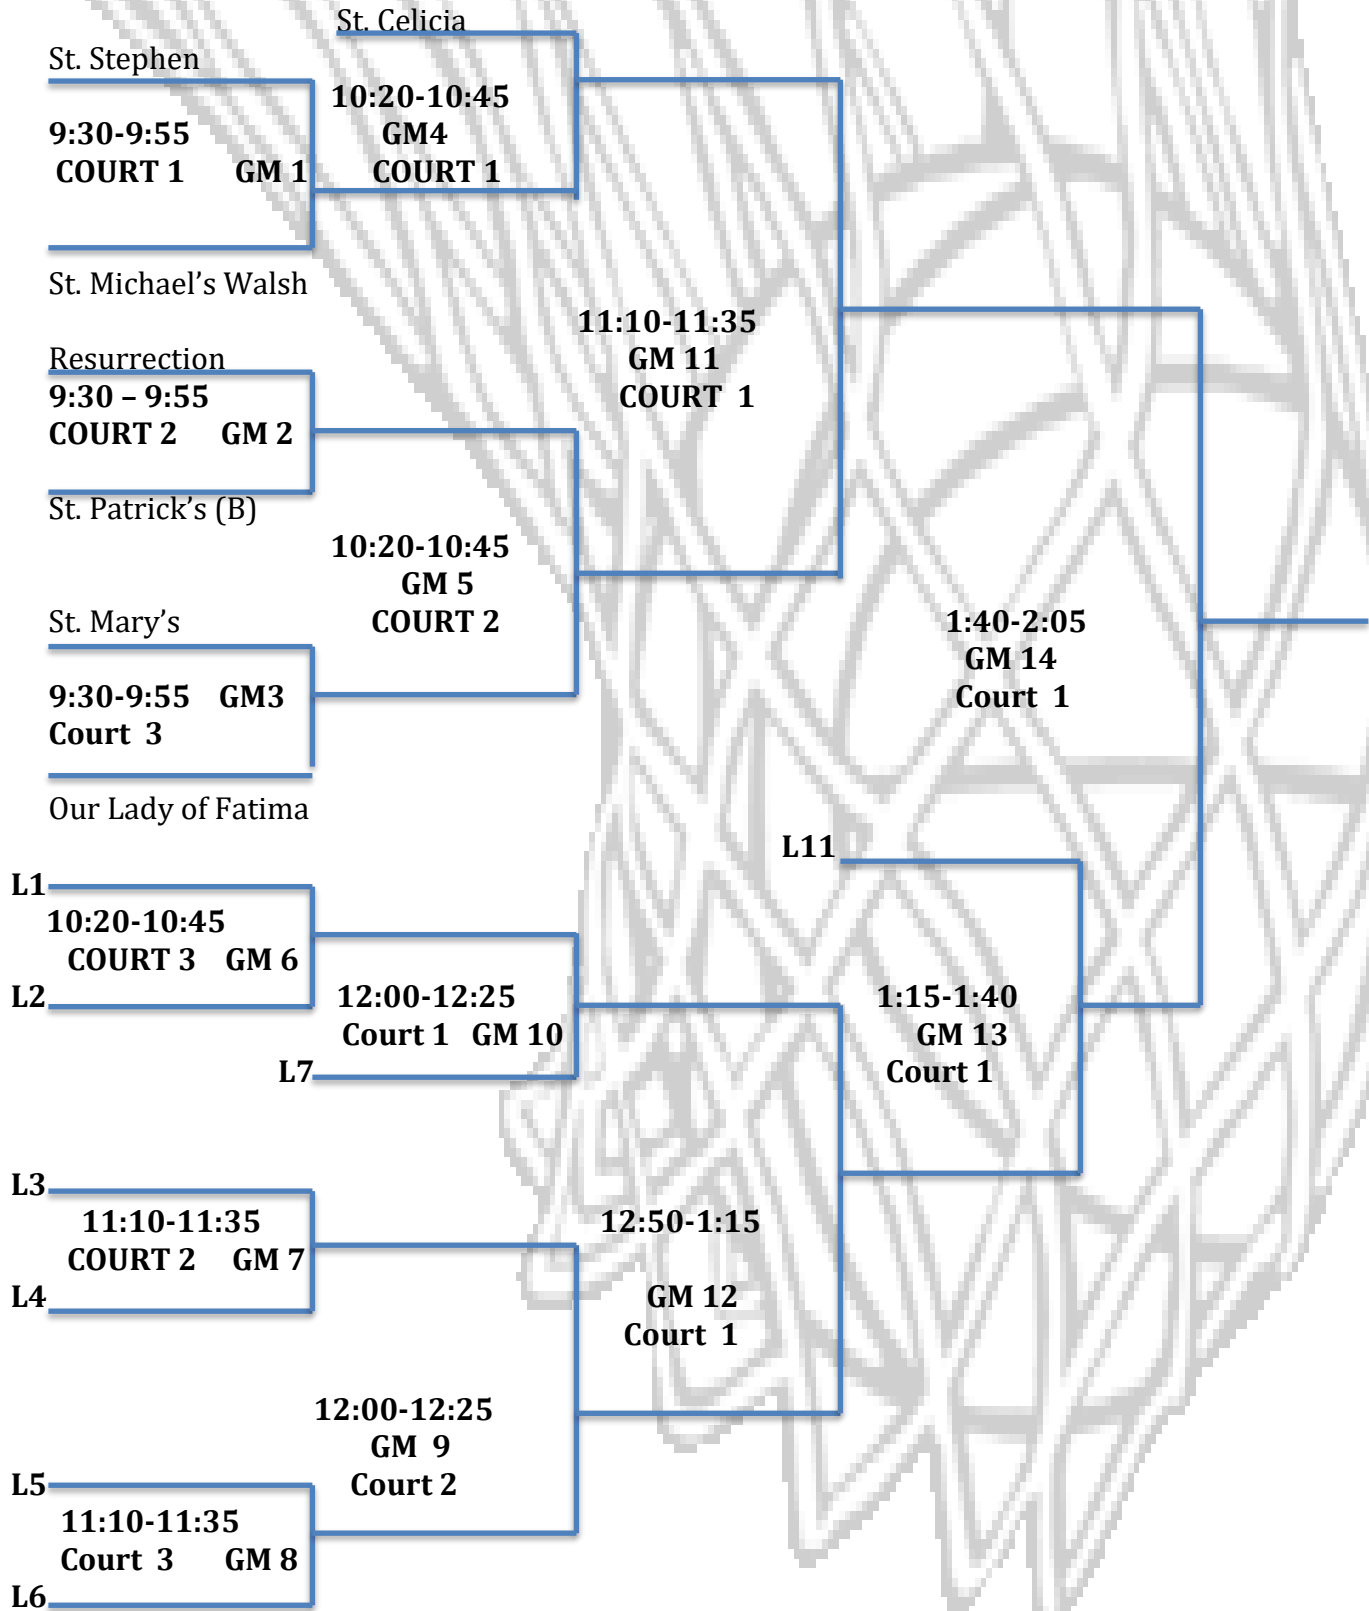 St. Celicia
St. Stephen
10:20-10:45
GM4
COURT 1
9:30-9:55
COURT 1 GM 1
St. Michael’s Walsh
11:10-11:35
GM 11
COURT 1
Resurrection
9:30 – 9:55
COURT 2 GM 2
St. Patrick’s (B)
10:20-10:45
GM 5
COURT 2
St. Mary’s
1:40-2:05
GM 14
Court 1
9:30-9:55 GM3
Court 3
Our Lady of Fatima
L11
L1
10:20-10:45
COURT 3 GM 6
L2
12:00-12:25
Court 1 GM 10
L7
1:15-1:40
GM 13
Court 1
L3
11:10-11:35
COURT 2 GM 7
L4
12:50-1:15
GM 12
Court 1
12:00-12:25
GM 9
Court 2
L5
11:10-11:35
Court 3 GM 8
L6